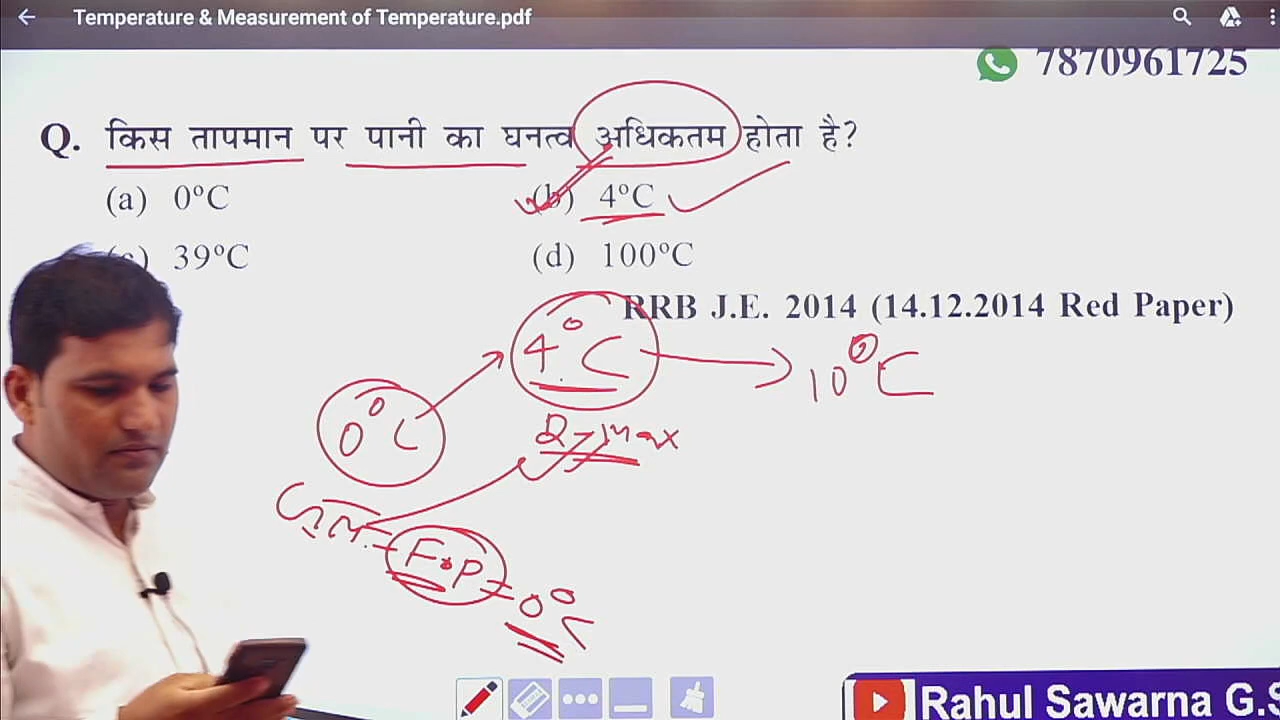 Temperature & Measurement of Temperature.pdf
7870961725
Q. किस तापमान पर पानी का घनत्व अधिकतम होता है?
(a) 0°C
(b) 4°C
(c) 39°C
(d) 100°C
RRB J.E. 2014 (14.12.2014 Red Paper)
0°C
4°C
10°C
D-Max
जल
F.P = 0°C
Rahul Sawarna G.S